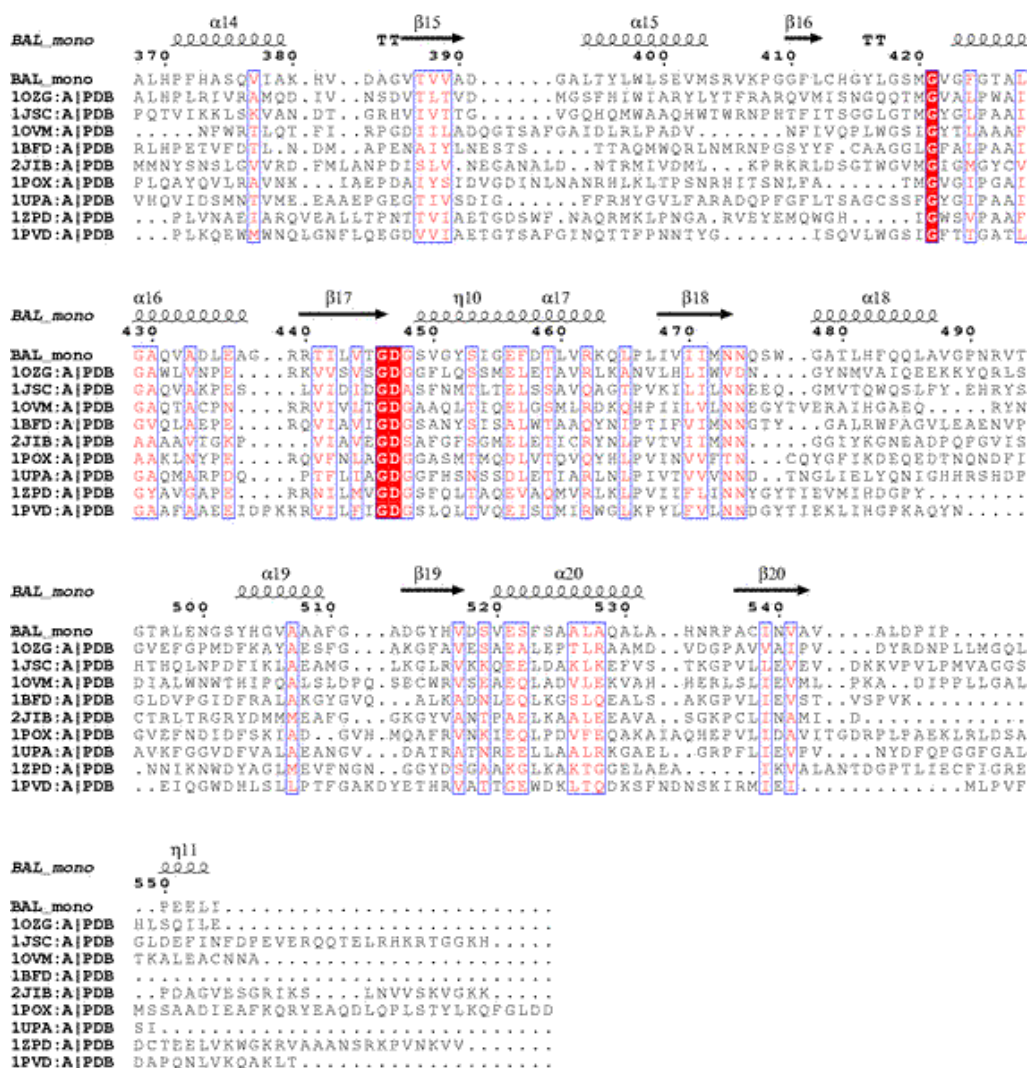 α14 β15 α15 β16
BAL_mono TT TT
370 380 390 400 410 420
BAL_mono ALHPFHASQVIAK.HV..DAGVTVVAD.......GALTYLWLSEVMSRVKPGGFLCHGYLGSMGVGFGTAL
1OZG:A|PDB ALHPLRIVRAMQD.IV..NSDVTLTVD.......MGSFHIWIARYLYTFRARQVMISNGQQTMGVALPWAI
1JSC:A|PDB PQTVIKKLSKVAN.DT..GRHVIVTTG.......VGQHQMWAAQHWTWRNPHTFITSGGLGTMGYGLPAAI
1OVM:A|PDB .....NFWRTLQT.FI..RPGDIILADQGTSAFGAIDLRLPADV.....NFIVQPLWGSIGYTLAAAF
1BFD:A|PDB RLHPETVFDTLND.MA..APENAIYLNESTS....TTAQMWQRLNMRNPGSYYF.CAAGGLGFALPAAI
2JIB:A|PDB MMNYSNSLGVVRD.FMLANPDISLVNEGANALD..NTRMIVDML...KPRKRLDSGTWGVMGIGMGYCV
1POX:A|PDB PLQAYQVLRAVNK...IAEPDAIYSIDVGDINLNANRHLKLTPSNRHITSNLFA....TMGVGIPGAI
1UPA:A|PDB VHQVIDSMNTVME.EAAEPGEGTIVSDIG......FFRHYGVLFARADQPFGFLTSAGCSSFGYGIPAAI
1ZPD:A|PDB ...PLVNAEIARQVEALLTPNTTVIAETGDSWF.NAQRMKLPNGA.RVEYEMQWGH....IGWSVPAAF
1PVD:A|PDB ...PLKQEWMWNQLGNFLQEGDVVIAETGTSAFGINQTTFPNNTYG....ISQVLWGSIGFTTGATL
α16 β17 η10 α17 β18 α18
BAL_mono
430 440 450 460 470 480 490
BAL_mono GAQVADLEAG..RRTILVTGDGSVGYSIGEFDTLVRKQLPLIVIIMNNQSW..GATLHFQQLAVGPNRVT
1OZG:A|PDB GAWLVNPE....RKVVSVSGDGGFLQSSMELETAVRLKANVLHLIWVDN....GYNMVAIQEEKKYQRLS
1JSC:A|PDB GAQVAKPES...LVIDIDGDASFNMTLTELSSAVQAGTPVKILILNNEEQ..GMVTQWQSLFY.EHRYS
1OVM:A|PDB GAQTACPN....RRVIVLTGDGAAQLTIQELGSMLRDKQHPIILVLNNEGYTVERAIHGAEQ.....RYN
1BFD:A|PDB GVQLAEPE....RQVIAVIGDGSANYSISALWTAAQYNIPTIFVIMNNGTY..GALRWFAGVLEAENVP
2JIB:A|PDB AAAAVTGKP....VIAVEGDSAFGFSGMELETICRYNLPVTVIIMNN....GGIYKGNEADPQPGVIS
1POX:A|PDB AAKLNYPE....RQVFNLAGDGGASMTMQDLVTQVQYHLPVINVVFTN....CQYGFIKDEQEDTNQNDFI
1UPA:A|PDB GAQMARPDQ....PTFLIAGDGGFHSNSSDLETIARLNLPIVTVVVNND....TNGLIELYQNIGHHRSHDP
1ZPD:A|PDB GYAVGAPE....RRNILMVGDGSFQLTAQEVAQMVRLKLPVIIFLINNYGYTIEVMIHDGPY........
1PVD:A|PDB GAAFAAEEIDPKKRVILFIGDGSLQLTVQEISTMIRWGLKPYLFVLNNDGYTIEKLIHGPKAQYN.....
α19 β19 α20 β20
BAL_mono
500 510 520 530 540
BAL_mono GTRLENGSYHGVAAAFG...ADGYHVDSVESFSAALAQALA..HNRPACINVAV....ALDPIP.....
1OZG:A|PDB GVEFGPMDFKAYAESFG...AKGFAVESAEALEPTLRAAMD..VDGPAVVAIPV....DYRDNPLLMGQL
1JSC:A|PDB HTHQLNPDFIKLAEAMG...LKGLRVKKQEELDAKLKEFVS..TKGPVLLEVEV..DKKVPVLPMVAGGS
1OVM:A|PDB DIALWNWTHIPQALSLDPQ.SECWRVSEAEQLADVLEKVAH..HERLSLIEVML..PKA.DIPPLLGAL
1BFD:A|PDB GLDVPGIDFRALAKGYGVQ...ALKADNLEQLKGSLQEALS..AKGPVLIEVST...VSPVK.......
2JIB:A|PDB CTRLTRGRYDMMMEAFG...GKGYVANTPAELKAALEEAVA..SGKPCLINAMI..D............
1POX:A|PDB GVEFNDIDFSKIAD..GVH.MQAFRVNKIEQLPDVFEQAKAIAQHEPVLIDAVITGDRPLPAEKLRLDSA
1UPA:A|PDB AVKFGGVDFVALAEANGV...DATRATNREELLAALRKGAEL..GRPFLIEVPV....NYDFQPGGFGAL
1ZPD:A|PDB .NNIKNWDYAGLMEVFNGN..GGYDSGAAKGLKAKTGGELAEA......IKVALANTDGPTLIECFIGRE
1PVD:A|PDB ..EIQGWDHLSLLPTFGAKDYETHRVATTGEWDKLTQDKSFNDNSKIRMIEI...........MLPVF
η11
BAL_mono
550
BAL_mono ..PEELI........................
1OZG:A|PDB HLSQILE........................
1JSC:A|PDB GLDEFINFDPEVERQQTELRHKRTGGKH.....
1OVM:A|PDB TKALEACNNA.....................
1BFD:A|PDB ...............................
2JIB:A|PDB ..PDAGVESGRIKS...LNVVSKVGKK.....
1POX:A|PDB MSSAADIEAFKQRYEAQDLQPLSTYLKQFGLDD
1UPA:A|PDB SI.............................
1ZPD:A|PDB DCTEELVKWGKRVAAANSRKPVNKVV.......
1PVD:A|PDB DAPQNLVKQAKLT..................